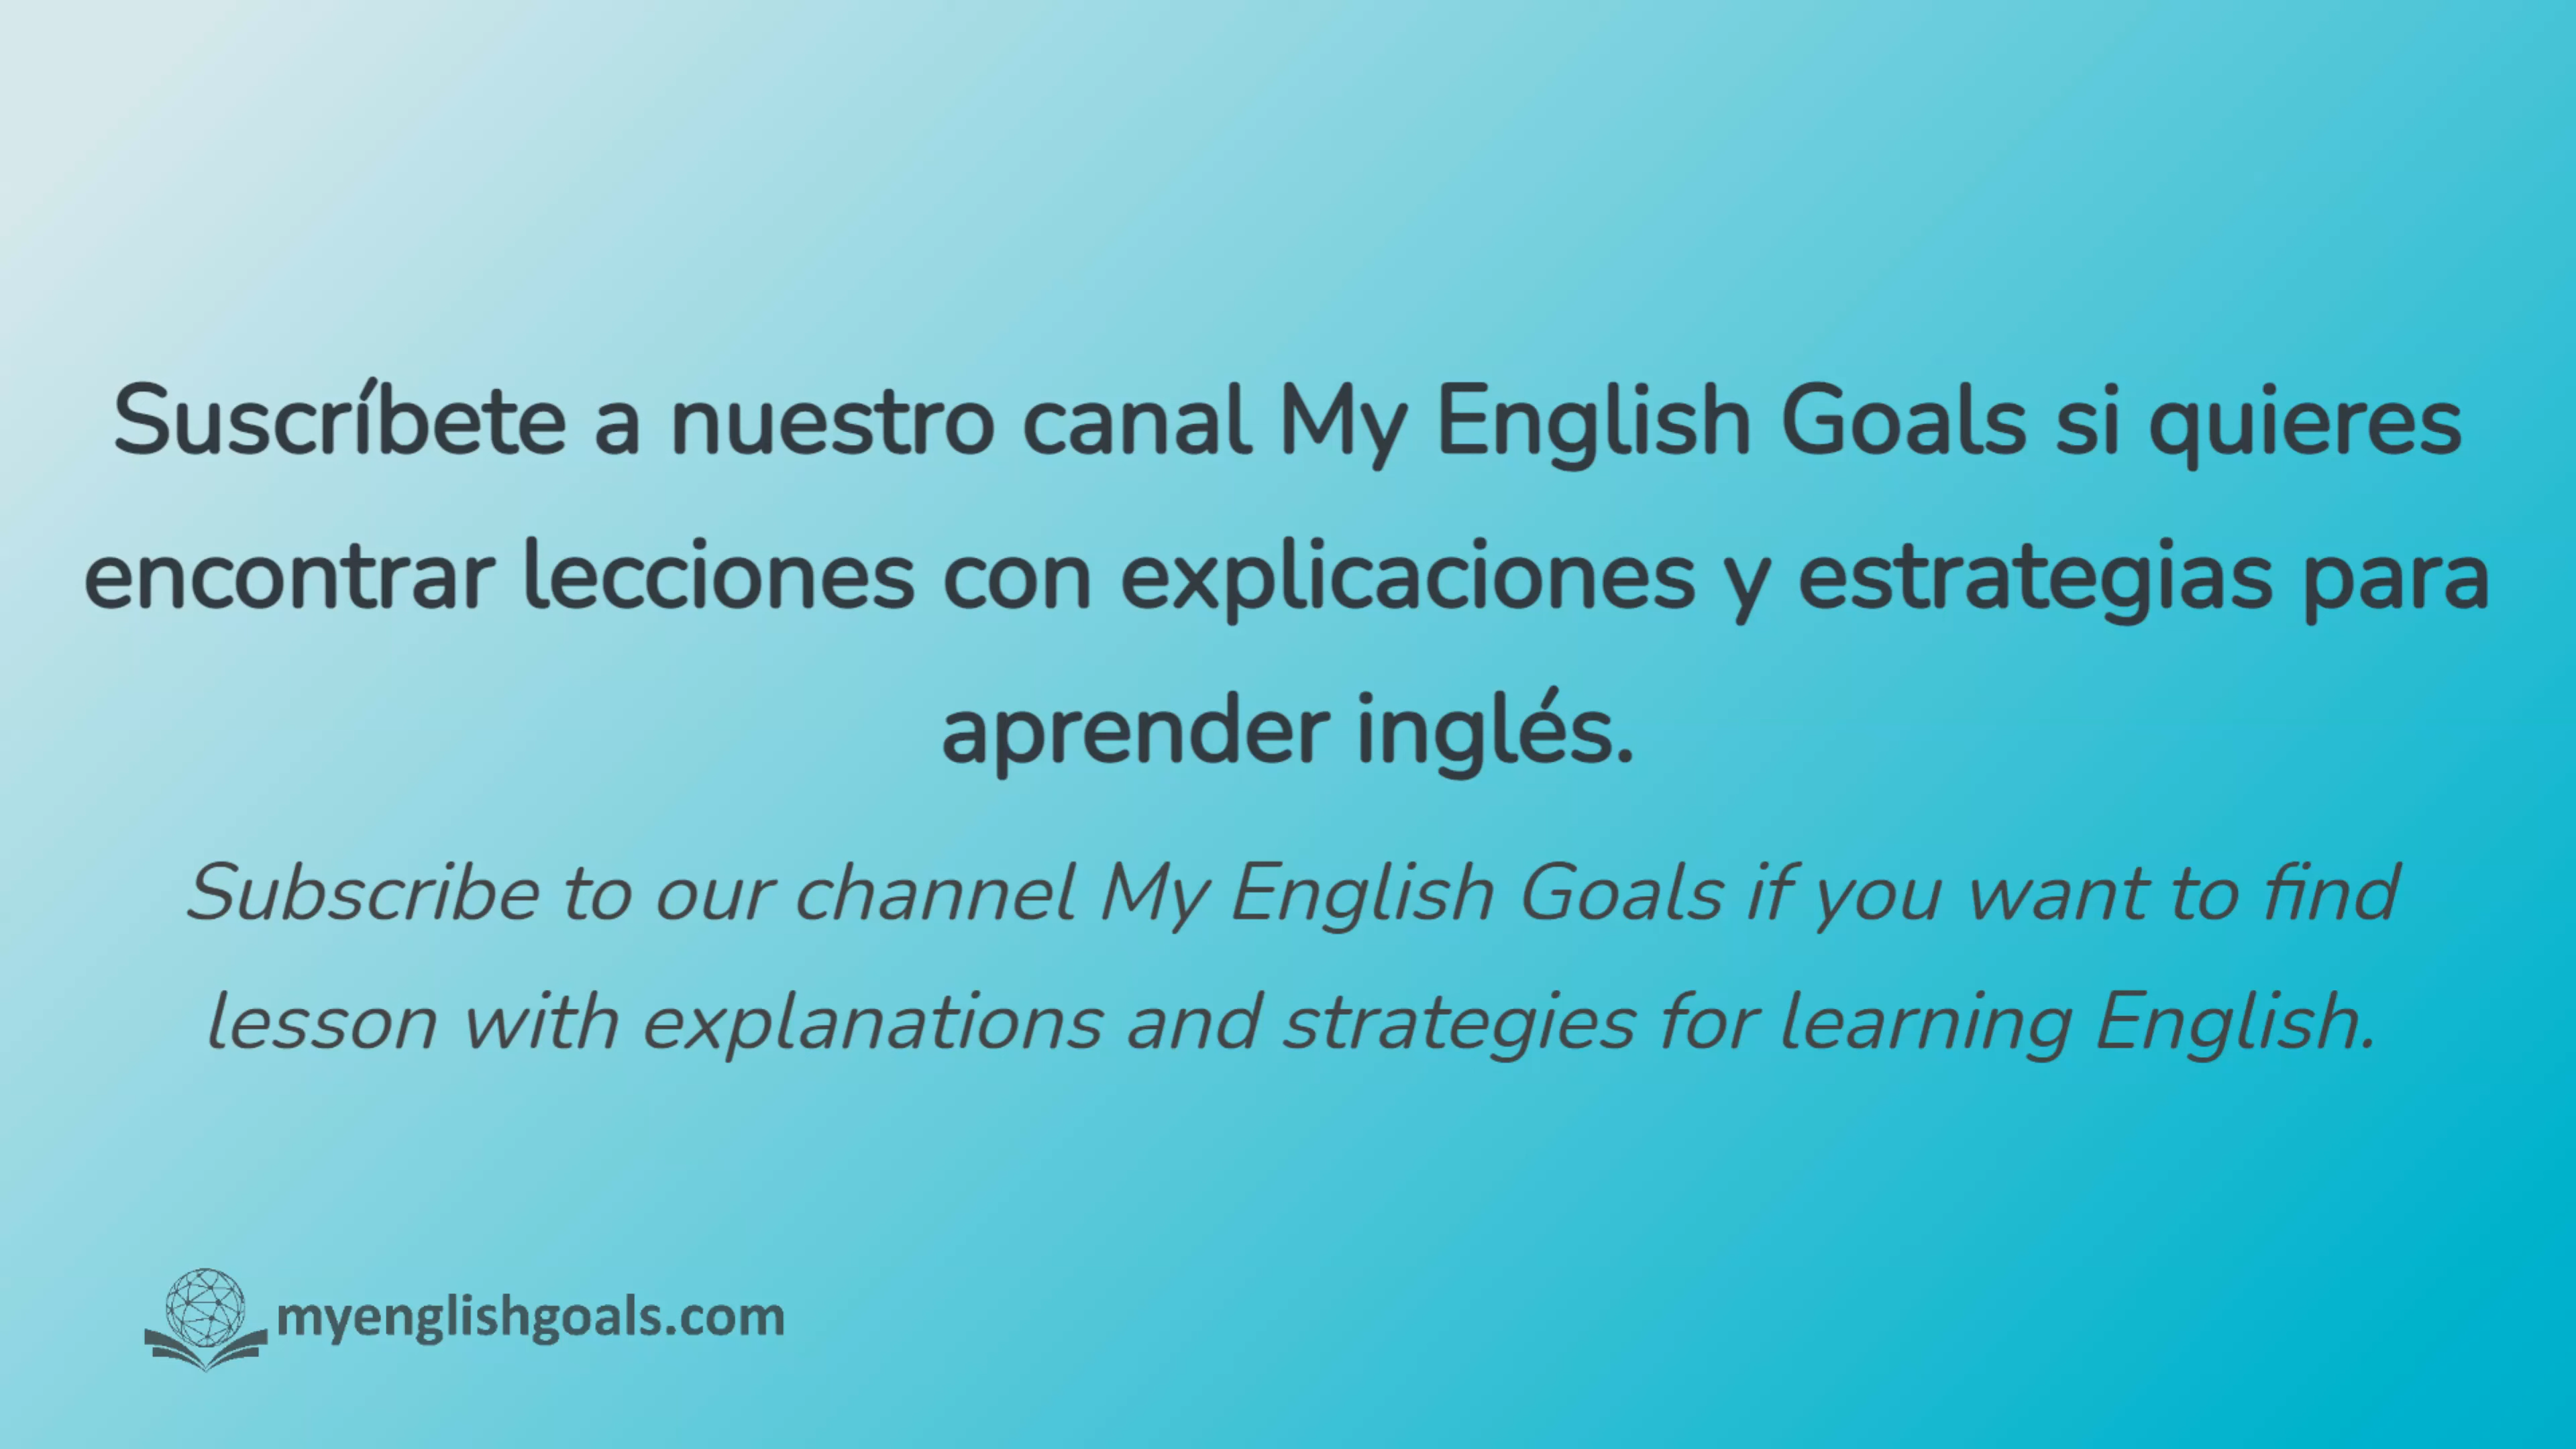 Suscríbete a nuestro canal My English Goals si quieres
encontrar lecciones con explicaciones y estrategias para
aprender inglés.
Subscribe to our channel My English Goals if you want to find
lesson with explanations and strategies for learning English.
myenglishgoals.com